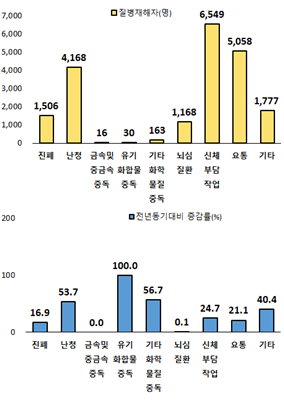 질병재해자(명)
7,000
6,000
5,000
4,000
3,000
2,000
1,000
0
1,506
4,168
16
30
163
1,168
6,549
5,058
1,777
진폐
난청
금속및
중금속
중독
유기
화합물
중독
기타
화학
물질
중독
뇌심
질환
신체
부담
작업
요통
기타
전년동기대비 증감률(%)
200
100
0
16.9
53.7
0.0
100.0
56.7
0.1
24.7
21.1
40.4
진폐
난청
금속및
중금속
중독
유기
화합물
중독
기타
화학
물질
중독
뇌심
질환
신체
부담
작업
요통
기타